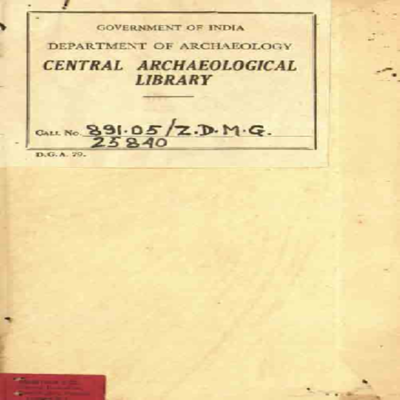 GOVERNMENT OF INDIA
DEPARTMENT OF ARCHAEOLOGY
CENTRAL ARCHAEOLOGICAL
LIBRARY
CALL No. 891.05/Z.D.M.G.
25840
D.G.A. 79.